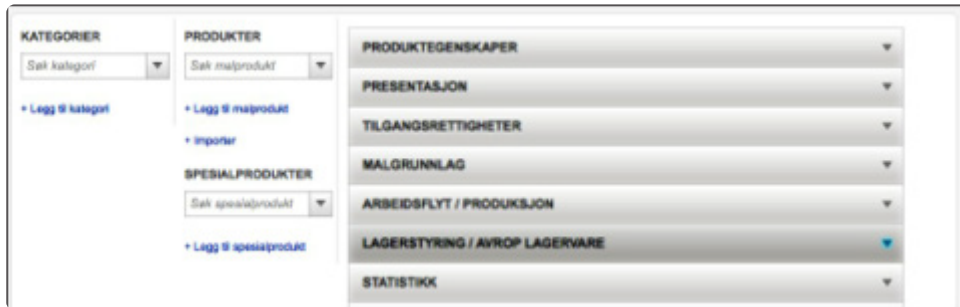 KATEGORIER
Søk kategori
+ Legg til kategori
PRODUKTER
Søk malprodukt
+ Legg til malprodukt
+ Importer
SPESIALPRODUKTER
Søk spesialprodukt
+ Legg til spesialprodukt
PRODUKTEGENSKAPER
PRESENTASJON
TILGANGSRETTIGHETER
MALGRUNNLAG
ARBEIDSFLYT / PRODUKSJON
LAGERSTYRING / AVROP LAGERVARE
STATISTIKK